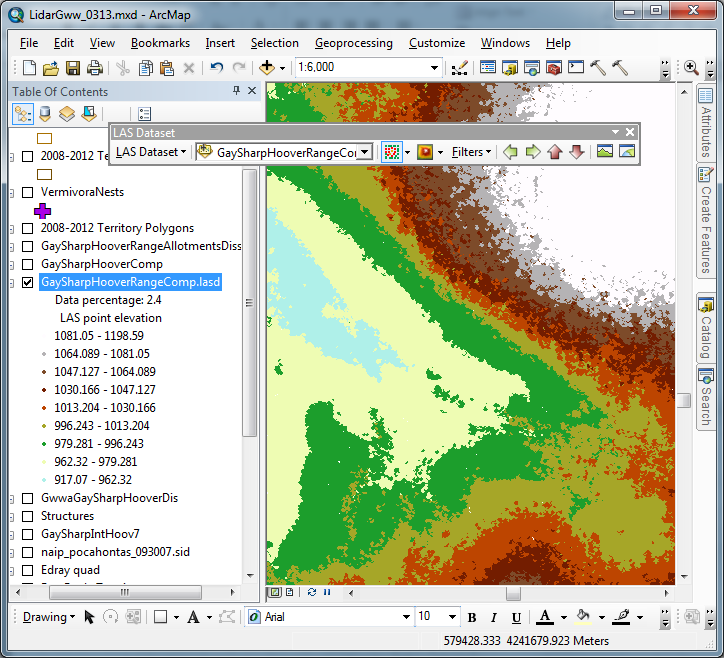 LidarGww_0313.mxd - ArcMap
File Edit View Bookmarks Insert Selection Geoprocessing Customize Windows Help
1:6,000
Table Of Contents
LAS Dataset
2008-2012
LAS Dataset GaySharpHooverRangeCo Filters
VermivoraNests
2008-2012 Territory Polygons
GaySharpHooverRangeAllotmentsDiss
GaySharpHooverComp
GaySharpHooverRangeComp.lasd
Data percentage: 2.4
LAS point elevation
1081.05 - 1198.59
1064.089 - 1081.05
1047.127 - 1064.089
1030.166 - 1047.127
1013.204 - 1030.166
996.243 - 1013.204
979.281 - 996.243
962.32 - 979.281
917.07 - 962.32
GwwaGaySharpHooverDis
Structures
GaySharpIntHoov7
naip_pocahontas_093007.sid
Edray quad
Attributes
Create Features
Catalog
Search
Drawing A Arial 10 B I U A
579428.333 4241679.923 Meters